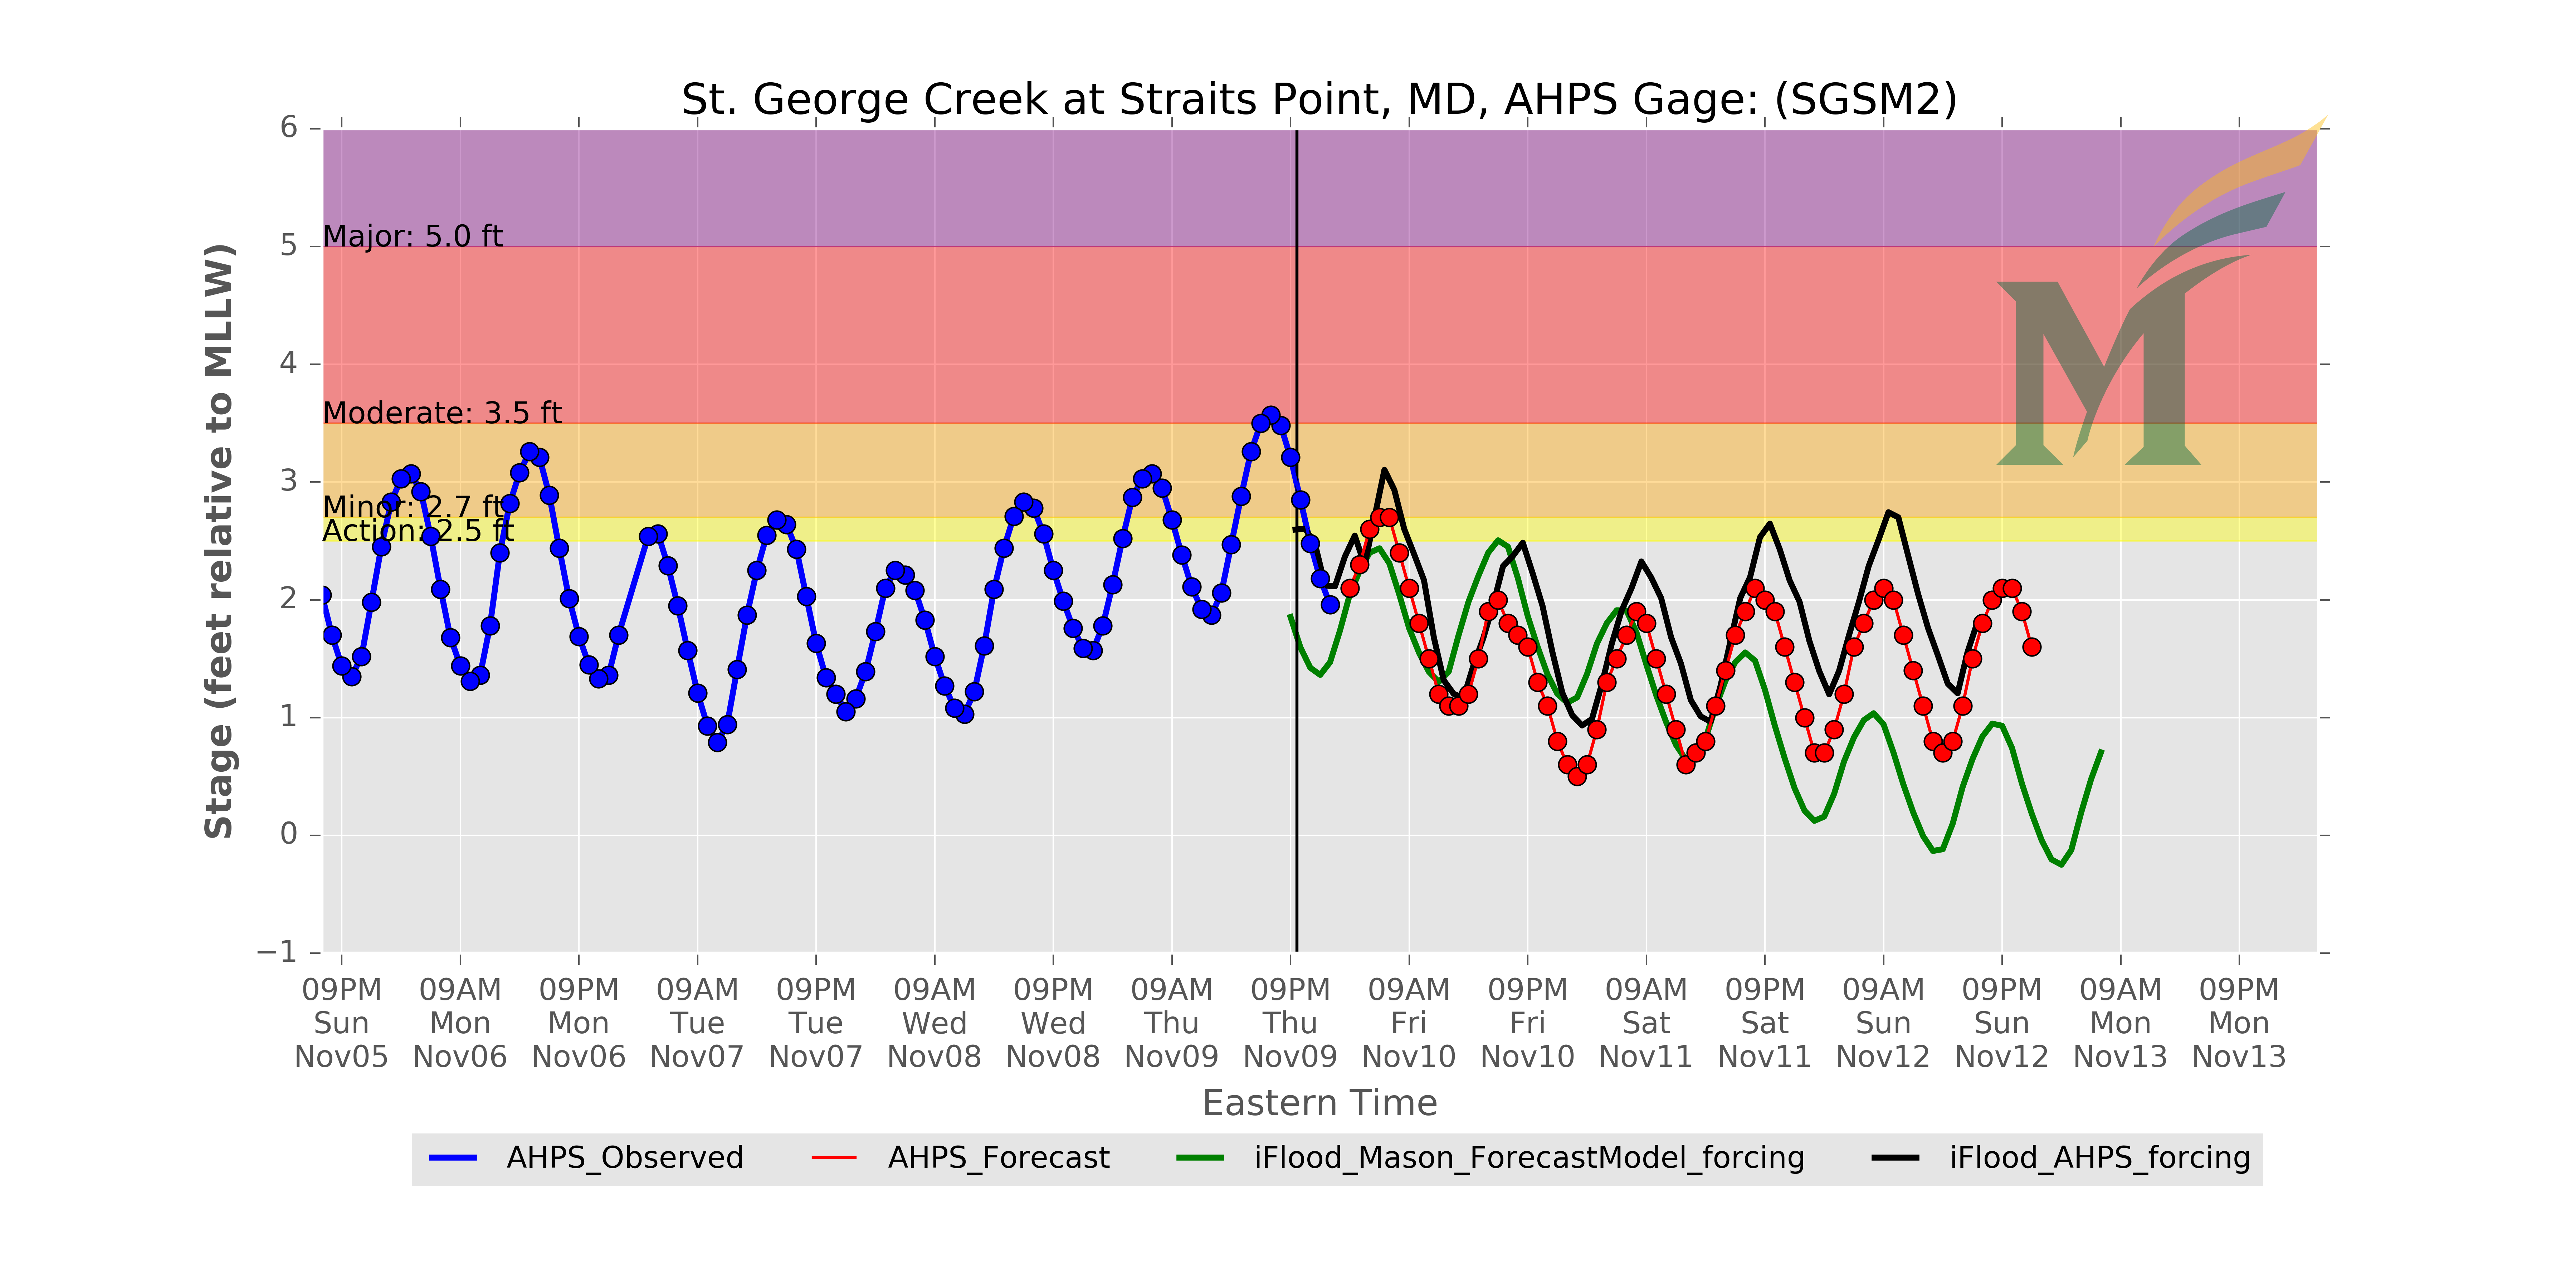 St. George Creek at Straits Point, MD, AHPS Gage: (SGSM2)
Stage (feet relative to MLLW)
6
5
4
3
2
1
0
−1
Major: 5.0 ft
Moderate: 3.5 ft
Minor: 2.7 ft
Action: 2.5 ft
M
09PM 09AM 09PM 09AM 09PM 09AM 09PM 09AM 09PM 09AM 09PM 09AM 09PM 09AM 09PM 09AM 09PM
Sun Mon Mon Tue Tue Wed Wed Thu Thu Fri Fri Sat Sat Sun Sun Mon Mon
Nov05 Nov06 Nov06 Nov07 Nov07 Nov08 Nov08 Nov09 Nov09 Nov10 Nov10 Nov11 Nov11 Nov12 Nov12 Nov13 Nov13
Eastern Time
AHPS_Observed AHPS_Forecast iFlood_Mason_ForecastModel_forcing iFlood_AHPS_forcing